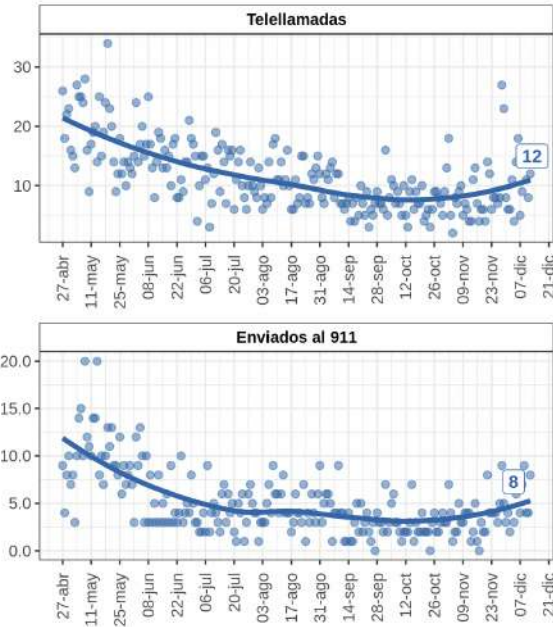 Telellamadas
30
20
10
12
27-abr 11-may 25-may 08-jun 22-jun 06-jul 20-jul 03-ago 17-ago 31-ago 14-sep 28-sep 12-oct 26-oct 09-nov 23-nov 07-dic 21-dic
Enviados al 911
20.0
15.0
10.0
8
5.0
0.0
27-abr 11-may 25-may 08-jun 22-jun 06-jul 20-jul 03-ago 17-ago 31-ago 14-sep 28-sep 12-oct 26-oct 09-nov 23-nov 07-dic 21-dic